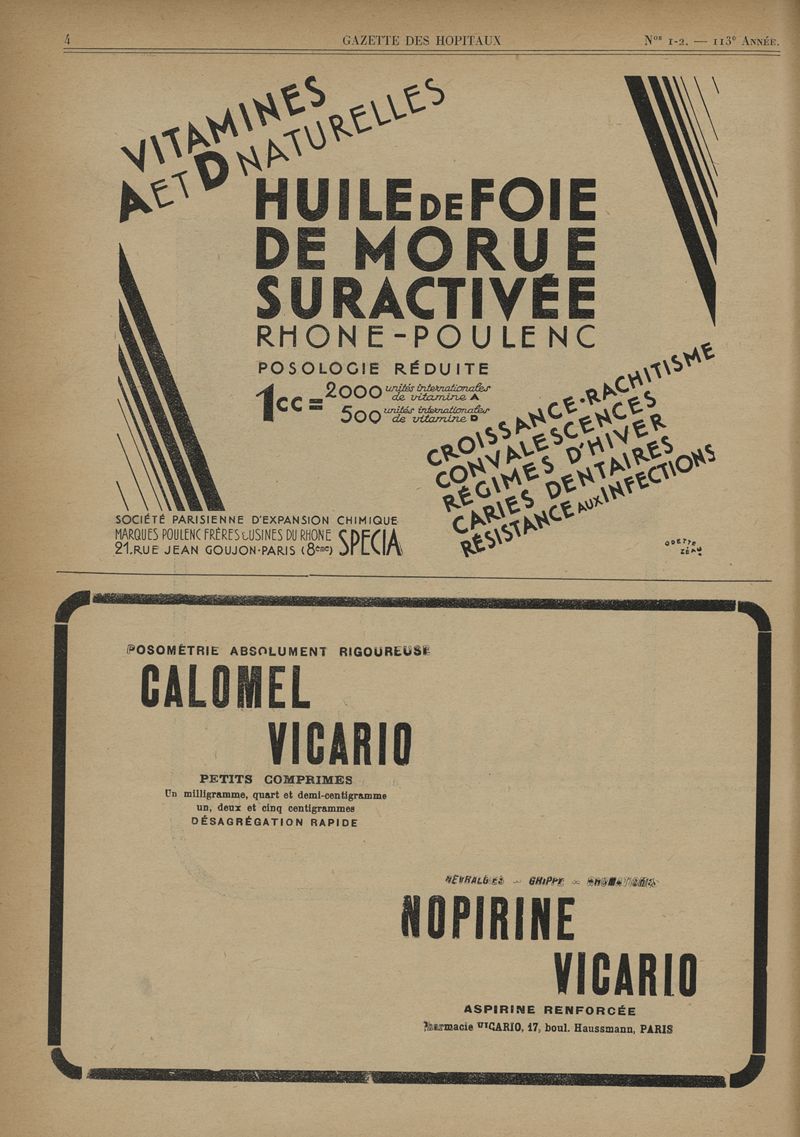 4
GAZETTE DES HOPITAUX
Nos 1-2. — 113e ANNÉE.
VITAMINES
A ET D NATURELLES
HUILE DE FOIE
DE MORUE
SURACTIVÉE
RHONE-POULENC
POSOLOGIE RÉDUITE
1cc = 2000 unités internationales de vitamine A
500 unités internationales de vitamine D
CROISSANCE-RACHITISME
CONVALESCENCES
RÉGIMES D'HIVER
CARIES DENTAIRES
RÉSISTANCE AUX INFECTIONS
SOCIÉTÉ PARISIENNE D'EXPANSION CHIMIQUE
MARQUES POULENC FRÈRES & USINES DU RHONE
SPECIA
21.RUE JEAN GOUJON-PARIS (8ème)
ODETTE
ZÉAU
POSOMÉTRIE ABSOLUMENT RIGOUREUSE
CALOMEL
VICARIO
PETITS COMPRIMES
Un milligramme, quart et demi-centigramme
un, deux et cinq centigrammes
DÉSAGRÉGATION RAPIDE
NEVRALGIES - GRIPPE -
NOPIRINE
VICARIO
ASPIRINE RENFORCÉE
Pharmacie VICARIO, 17, boul. Haussmann, PARIS